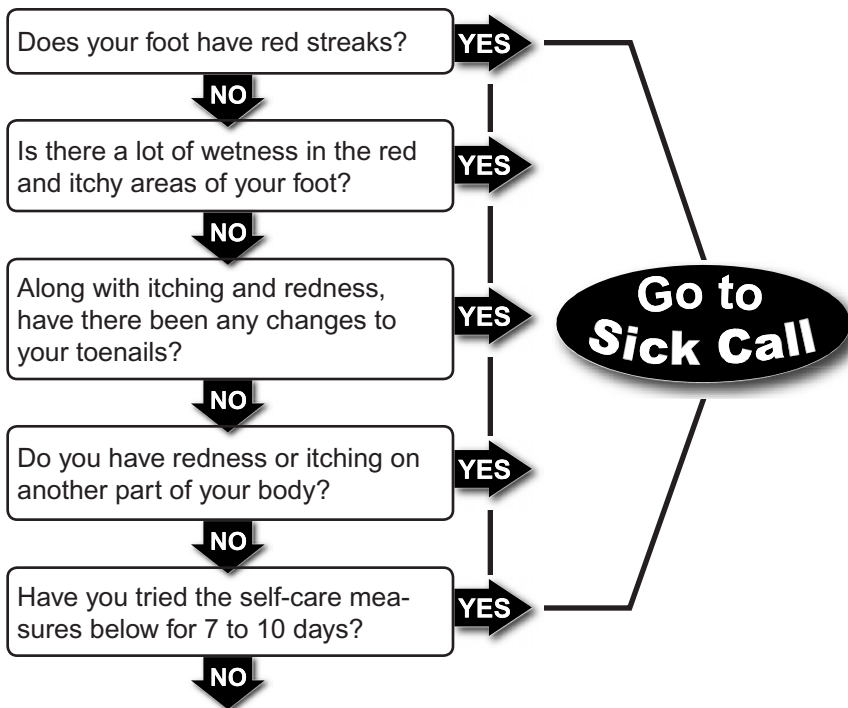 Does your foot have red streaks?
YES
NO
Is there a lot of wetness in the red
and itchy areas of your foot?
YES
NO
Along with itching and redness,
have there been any changes to
your toenails?
YES
NO
Do you have redness or itching on
another part of your body?
YES
NO
Have you tried the self-care mea-
sures below for 7 to 10 days?
YES
NO
Go to
Sick Call